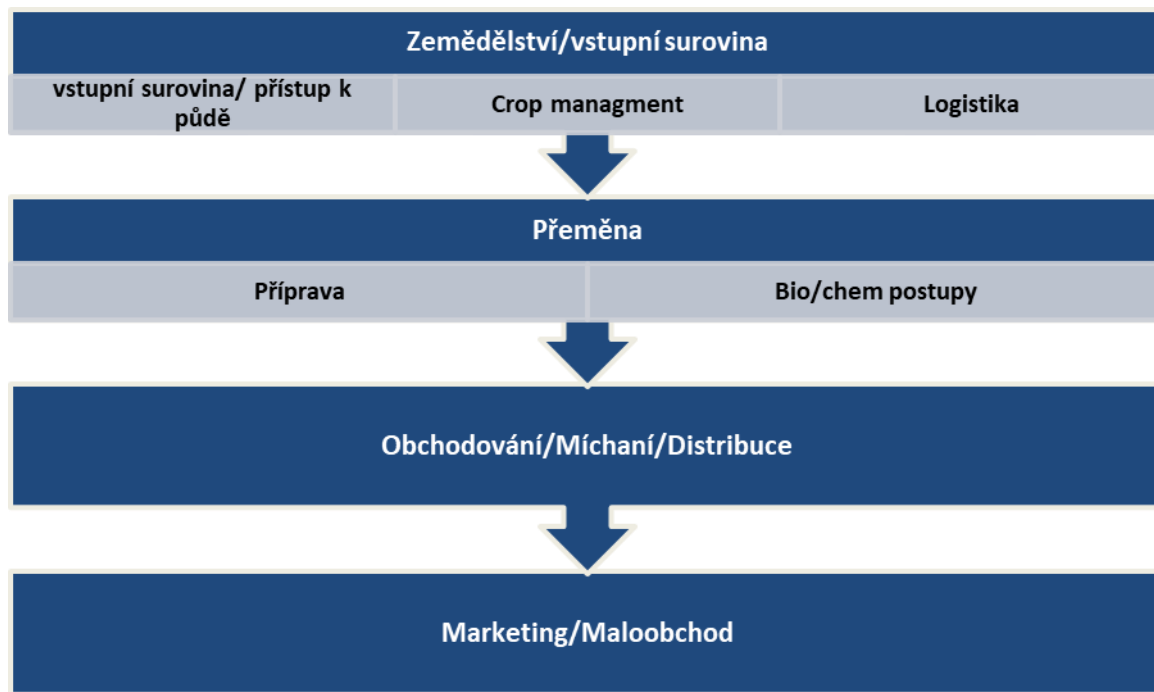 Zemědělství/vstupní surovina
vstupní surovina/ přístup k
půdě
Crop managment
Logistika
Přeměna
Příprava
Bio/chem postupy
Obchodování/Míchaní/Distribuce
Marketing/Maloobchod